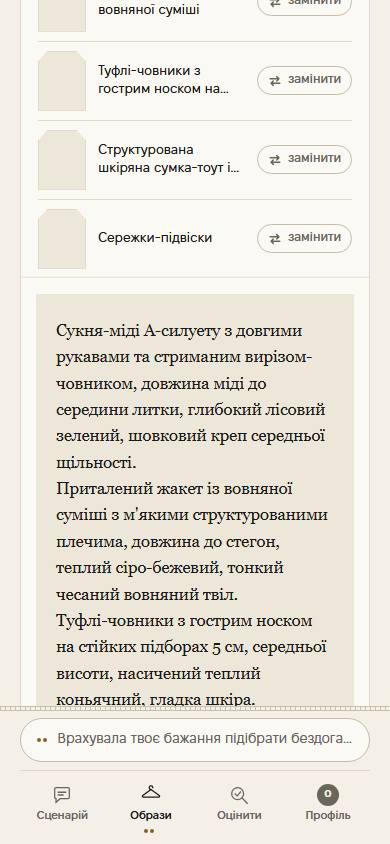 вовняної суміші
замінити
Туфлі-човники з
гострим носком на...
замінити
Структурована
шкіряна сумка-тоут і...
замінити
Сережки-підвіски
замінити
Сукня-міді А-силуету з довгими
рукавами та стриманим вирізом-
човником, довжина міді до
середини литки, глибокий лісовий
зелений, шовковий креп середньої
щільності.
Приталений жакет із вовняної
суміші з м'якими структурованими
плечима, довжина до стегон,
теплий сіро-бежевий, тонкий
чесаний вовняний твіл.
Туфлі-човники з гострим носком
на стійких підборах 5 см, середньої
висоти, насичений теплий
коньячний, гладка шкіра.
Врахувала твоє бажання підібрати бездога...
Сценарій
Образи
Оцінити
О
Профіль